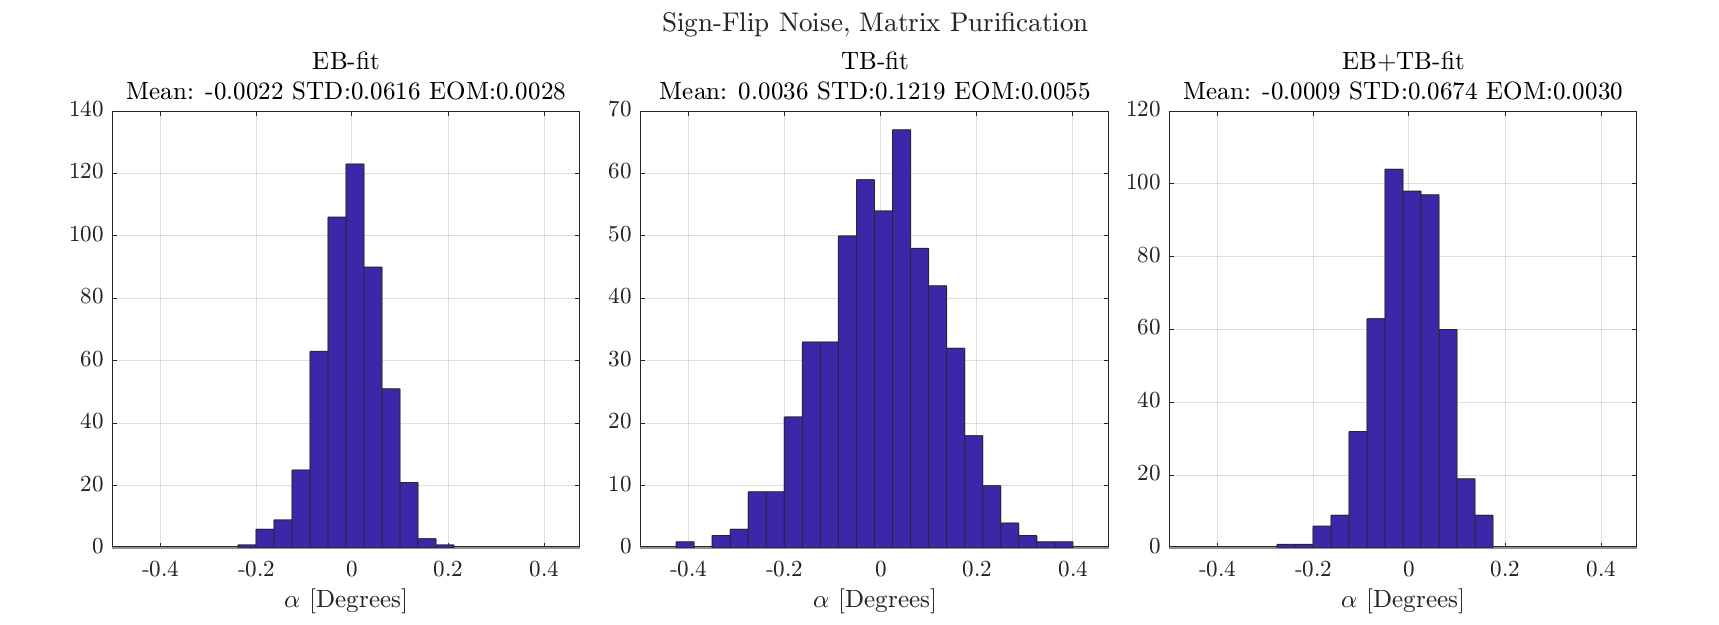 Sign-Flip Noise, Matrix Purification
EB-fit
Mean: -0.0022 STD:0.0616 EOM:0.0028
140
120
100
80
60
40
20
0
-0.4 -0.2 0 0.2 0.4
α [Degrees]
TB-fit
Mean: 0.0036 STD:0.1219 EOM:0.0055
70
60
50
40
30
20
10
0
-0.4 -0.2 0 0.2 0.4
α [Degrees]
EB+TB-fit
Mean: -0.0009 STD:0.0674 EOM:0.0030
120
100
80
60
40
20
0
-0.4 -0.2 0 0.2 0.4
α [Degrees]